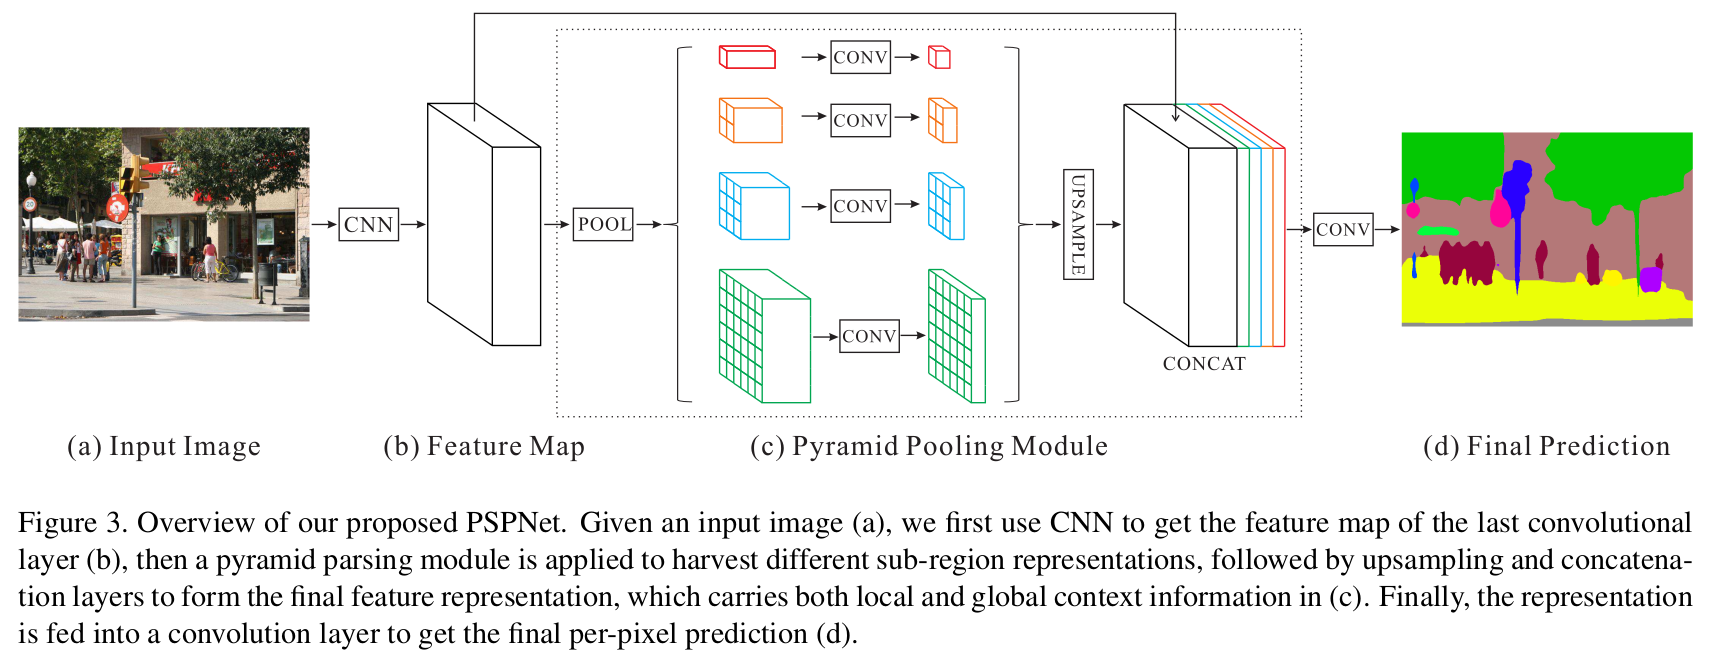 CNN
POOL
CONV
CONV
CONV
CONV
UPSAMPLE
CONCAT
CONV
(a) Input Image
(b) Feature Map
(c) Pyramid Pooling Module
(d) Final Prediction
Figure 3. Overview of our proposed PSPNet. Given an input image (a), we first use CNN to get the feature map of the last convolutional
layer (b), then a pyramid parsing module is applied to harvest different sub-region representations, followed by upsampling and concatena-
tion layers to form the final feature representation, which carries both local and global context information in (c). Finally, the representation
is fed into a convolution layer to get the final per-pixel prediction (d).